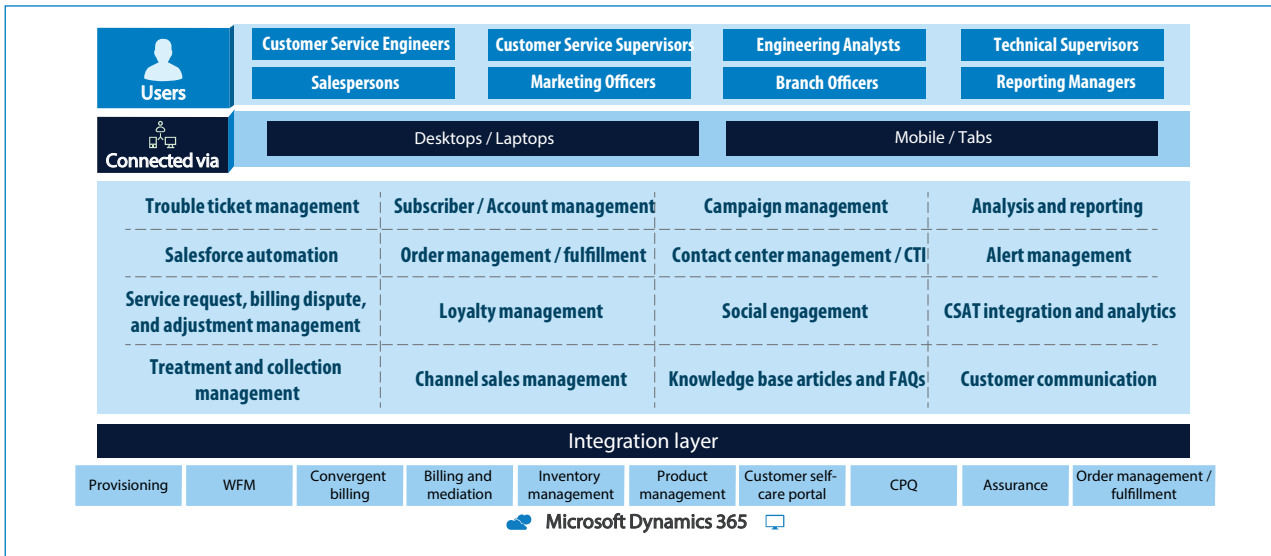 Users
Customer Service Engineers
Customer Service Supervisors
Engineering Analysts
Technical Supervisors
Salespersons
Marketing Officers
Branch Officers
Reporting Managers
Connected via
Desktops / Laptops
Mobile / Tabs
Trouble ticket management
Subscriber / Account management
Campaign management
Analysis and reporting
Salesforce automation
Order management / fulfillment
Contact center management / CTI
Alert management
Service request, billing dispute,
and adjustment management
Loyalty management
Social engagement
CSAT integration and analytics
Treatment and collection
management
Channel sales management
Knowledge base articles and FAQs
Customer communication
Integration layer
Provisioning
WFM
Convergent
billing
Billing and
mediation
Inventory
management
Product
management
Customer self-
care portal
CPQ
Assurance
Order management /
fulfillment
Microsoft Dynamics 365